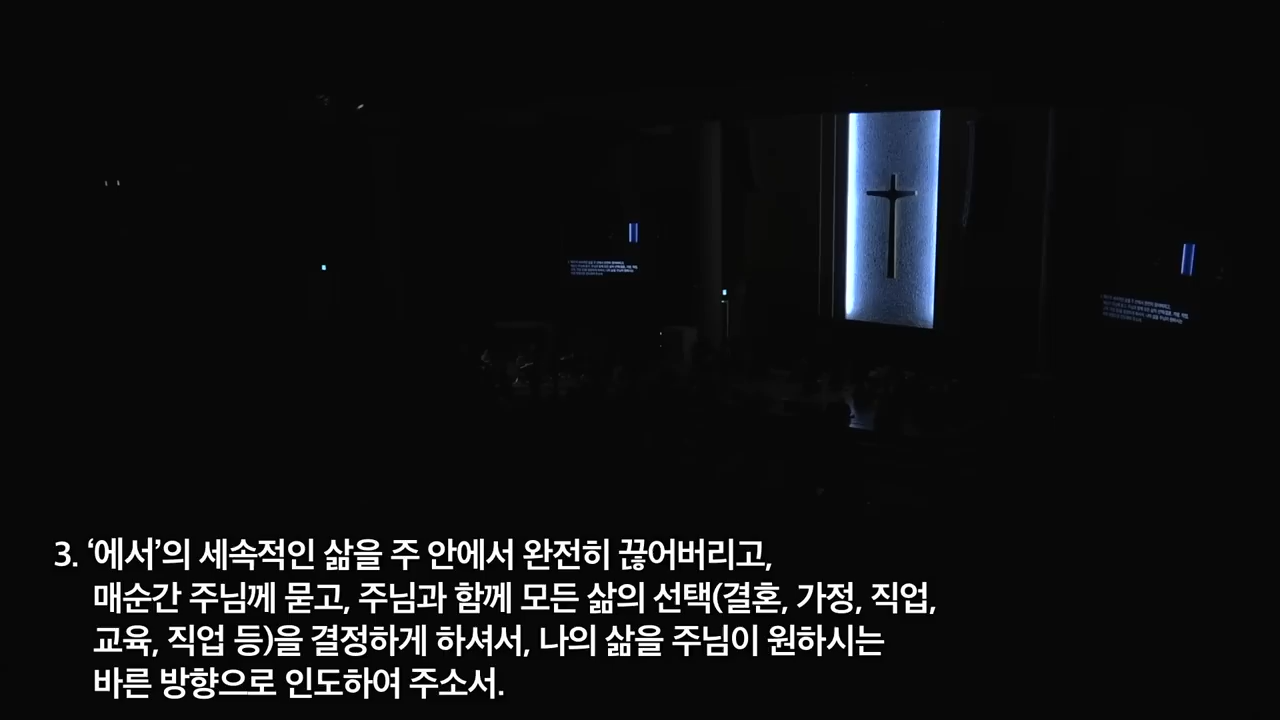 3. ‘에서’의 세속적인 삶을 주 안에서 완전히 끊어버리고,
매순간 주님께 묻고, 주님과 함께 모든 삶의 선택(결혼, 가정, 직업,
교육, 직업 등)을 결정하게 하셔서, 나의 삶을 주님이 원하시는
바른 방향으로 인도하여 주소서.